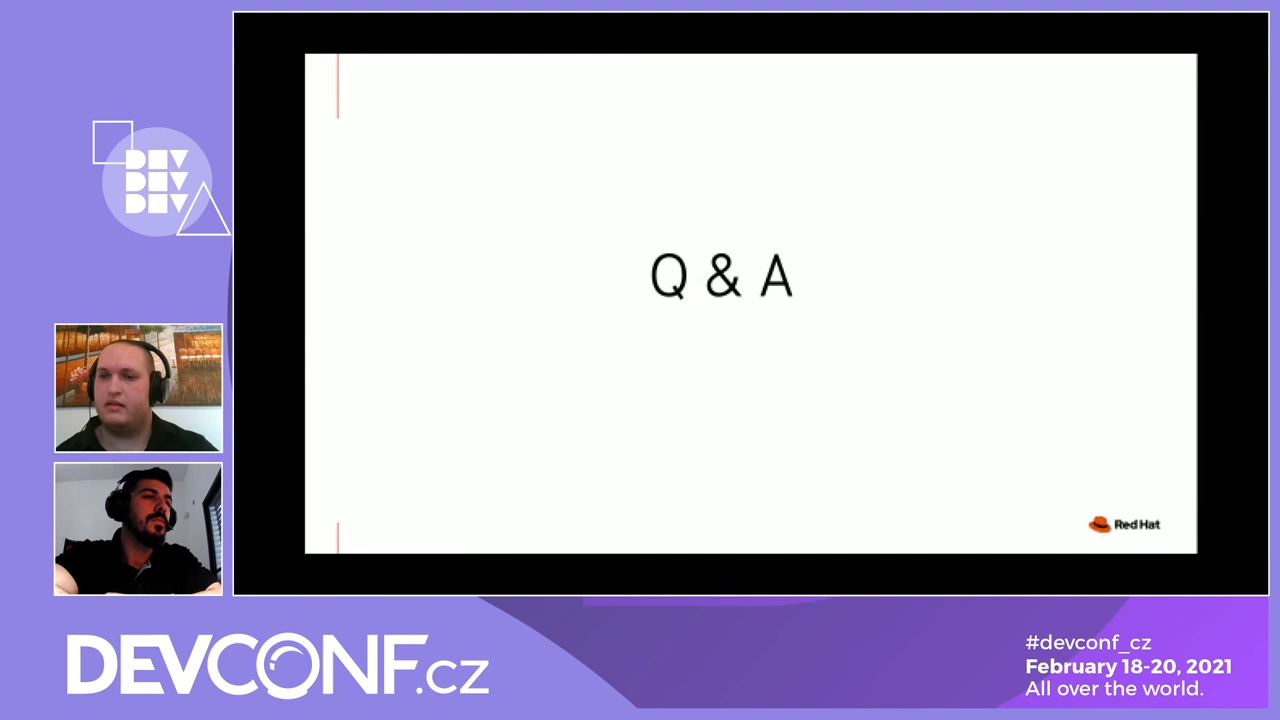 DEV
DEV
DEV
Q & A
Red Hat
DEVCONF.cz
#devconf_cz
February 18-20, 2021
All over the world.